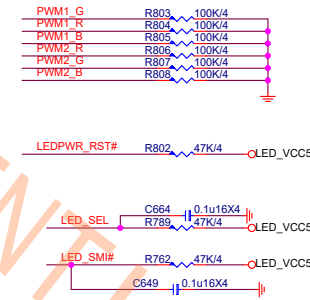 PWM1_G R803 100K/4
PWM1_R R804 100K/4
PWM1_B R805 100K/4
PWM2_R R806 100K/4
PWM2_G R807 100K/4
PWM2_B R808 100K/4
LEDPWR_RST# R802 47K/4 LED_VCC5
C664 0.1u16X4
LED_SEL R789 47K/4 LED_VCC5
LED_SMI# R762 47K/4 LED_VCC5
C649 0.1u16X4